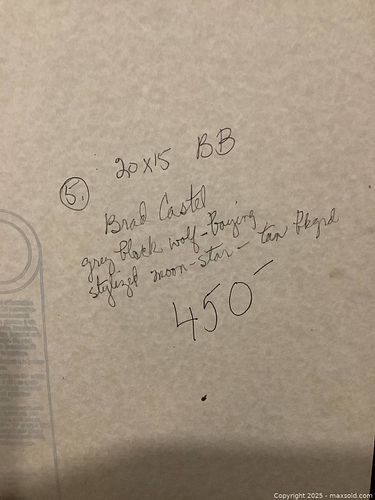 20x15 BB
5.
Brad Castel
grey black wolf - baying
stylized moon - star - tan bkgrd
450 -
Copyright 2025 - maxsold.com